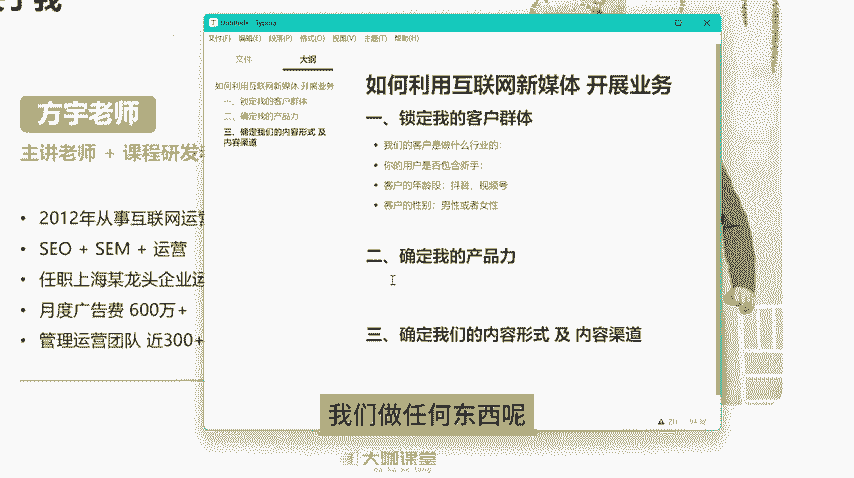 方宇老师
主讲老师 + 课程研发
• 2012年从事互联网运营
• SEO + SEM + 运营
• 任职上海某龙头企业运
• 月度广告费 600万+
• 管理运营团队 近300+
文件(F) 编辑(E) 段落(P) 格式(O) 视图(V) 主题(T) 帮助(H)
文件 大纲
如何利用互联网新媒体 开展业务
一、锁定我的客户群体
二、确定我的产品力
三、确定我们的内容形式 及
内容渠道
如何利用互联网新媒体 开展业务
一、锁定我的客户群体
• 我们的客户是做什么行业的;
• 你的用户是否包含新手;
• 客户的年龄段: 抖音、视频号
• 客户的性别: 男性或者女性
二、确定我的产品力
三、确定我们的内容形式 及 内容渠道
我们做任何东西呢
大咖课堂